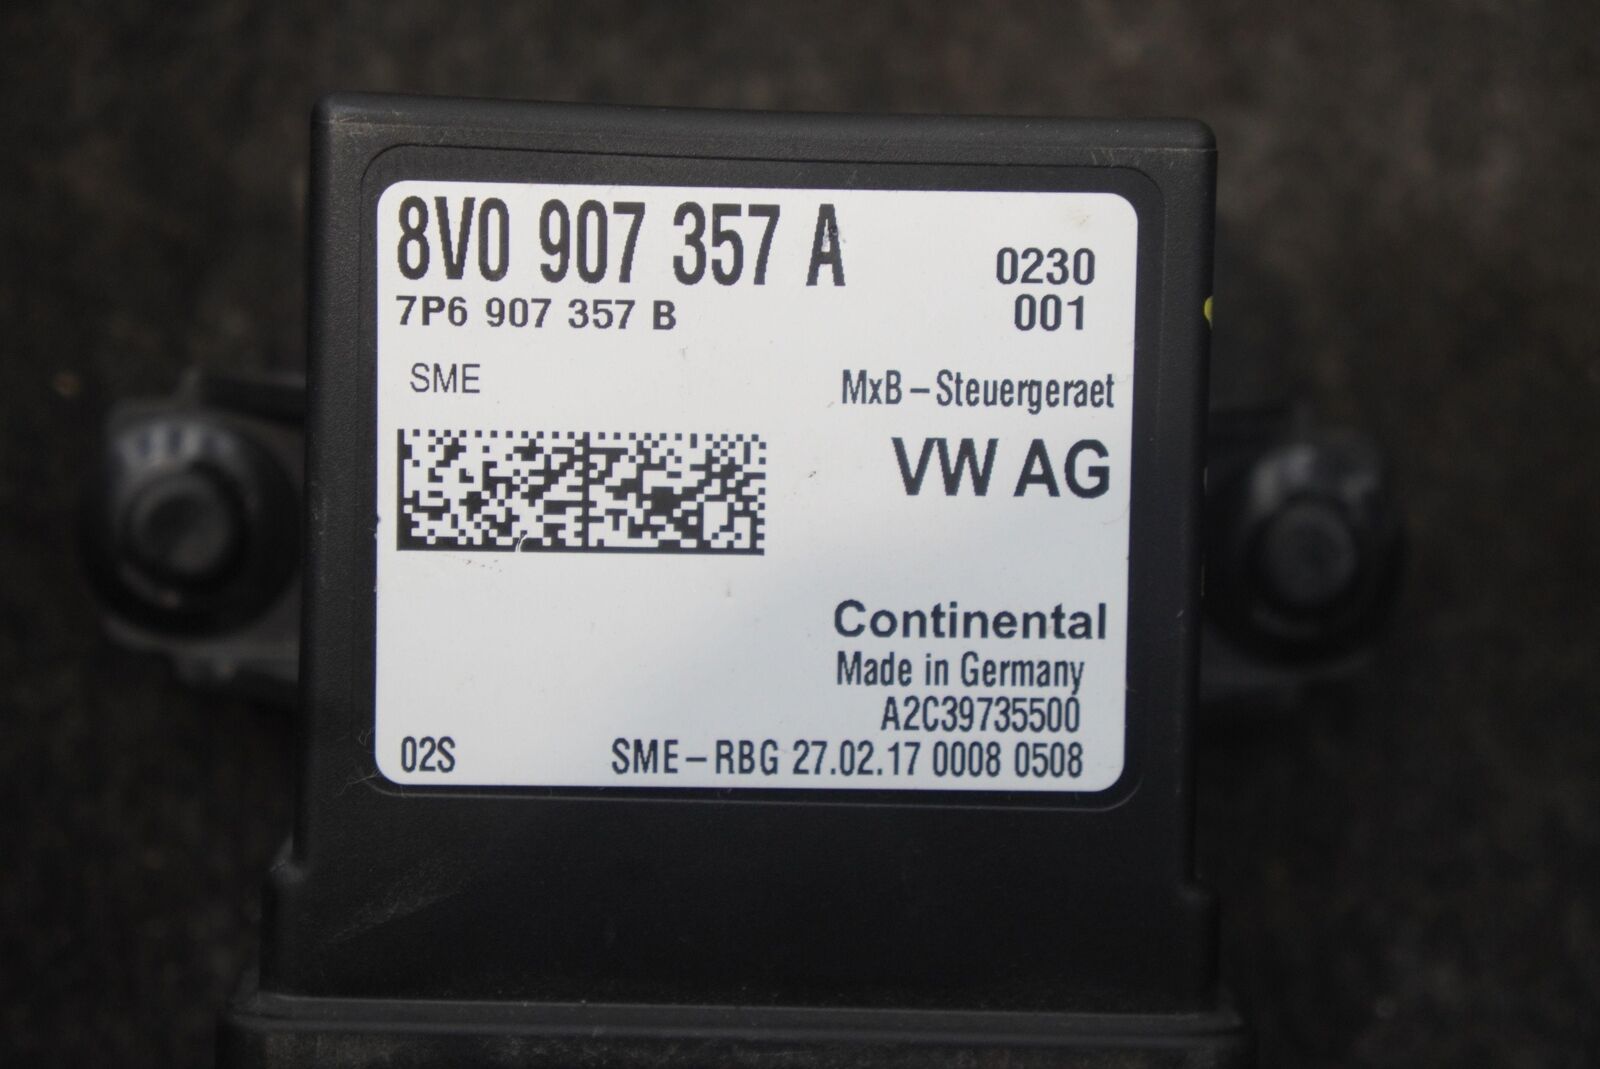 8V0 907 357 A
0230
7P6 907 357 B
001
SME
MxB-Steuergeraet
VW AG
Continental
Made in Germany
A2C39735500
02S
SME-RBG 27.02.17 0008 0508